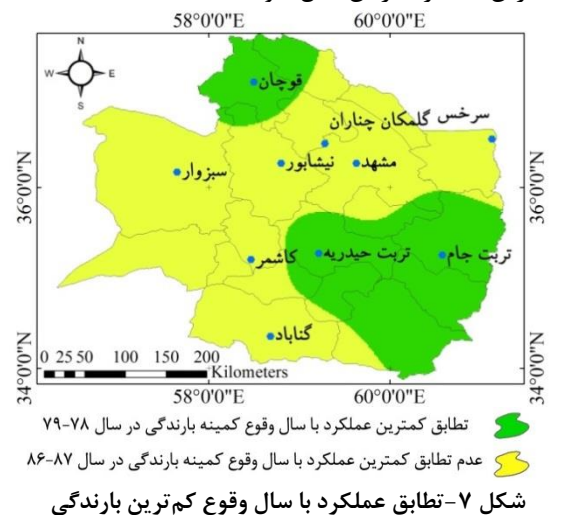 58°0'0"E 60°0'0"E
N
W E
S
قوچان
سرخس
گلمکان چناران
مشهد
نیشابور
سبزوار
36°0'0"N 36°0'0"N
تربت جام
تربت حیدریه
کاشمر
گناباد
0 25 50 100 150 200
Kilometers
34°0'0"N 34°0'0"N
58°0'0"E 60°0'0"E
تطابق کمترین عملکرد با سال وقوع کمینه بارندگی در سال ۷۸-۷۹
عدم تطابق کمترین عملکرد با سال وقوع کمینه بارندگی در سال ۸۷-۸۶
شکل ۷-تطابق عملکرد با سال وقوع کم‌ترین بارندگی